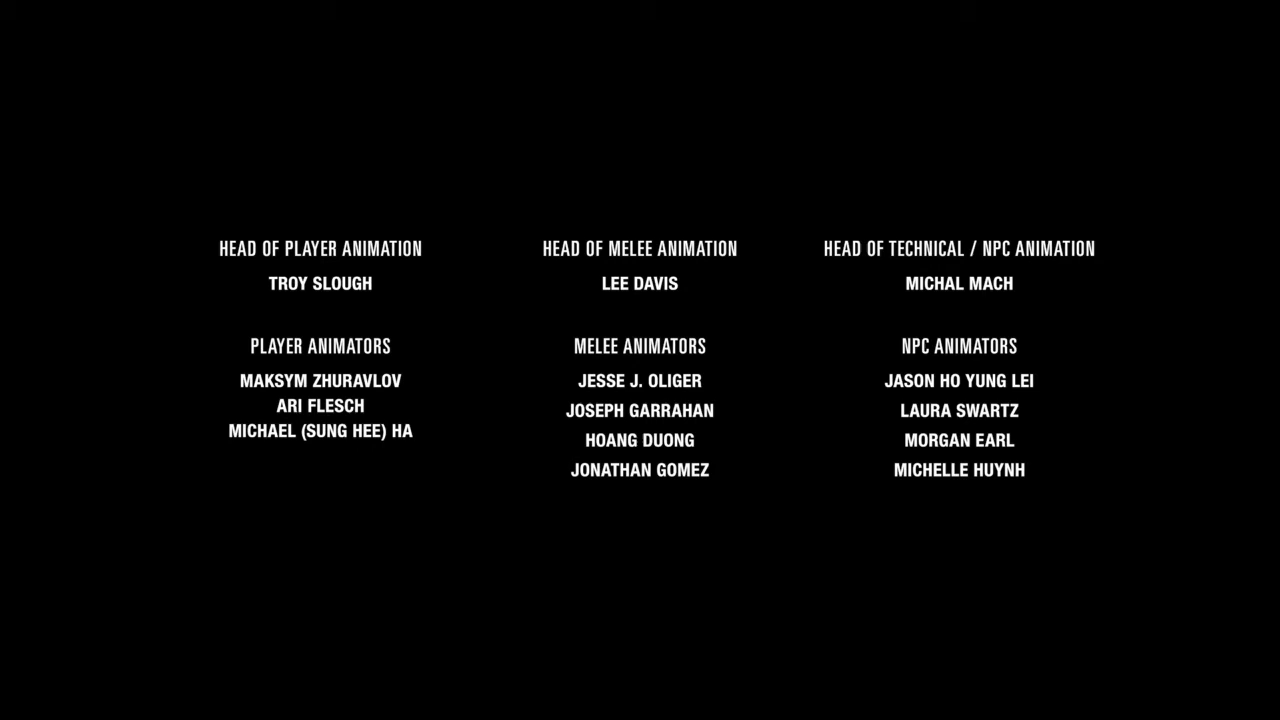 HEAD OF PLAYER ANIMATION
TROY SLOUGH
PLAYER ANIMATORS
MAKSYM ZHURAVLOV
ARI FLESCH
MICHAEL (SUNG HEE) HA
HEAD OF MELEE ANIMATION
LEE DAVIS
MELEE ANIMATORS
JESSE J. OLIGER
JOSEPH GARRAHAN
HOANG DUONG
JONATHAN GOMEZ
HEAD OF TECHNICAL / NPC ANIMATION
MICHAL MACH
NPC ANIMATORS
JASON HO YUNG LEI
LAURA SWARTZ
MORGAN EARL
MICHELLE HUYNH